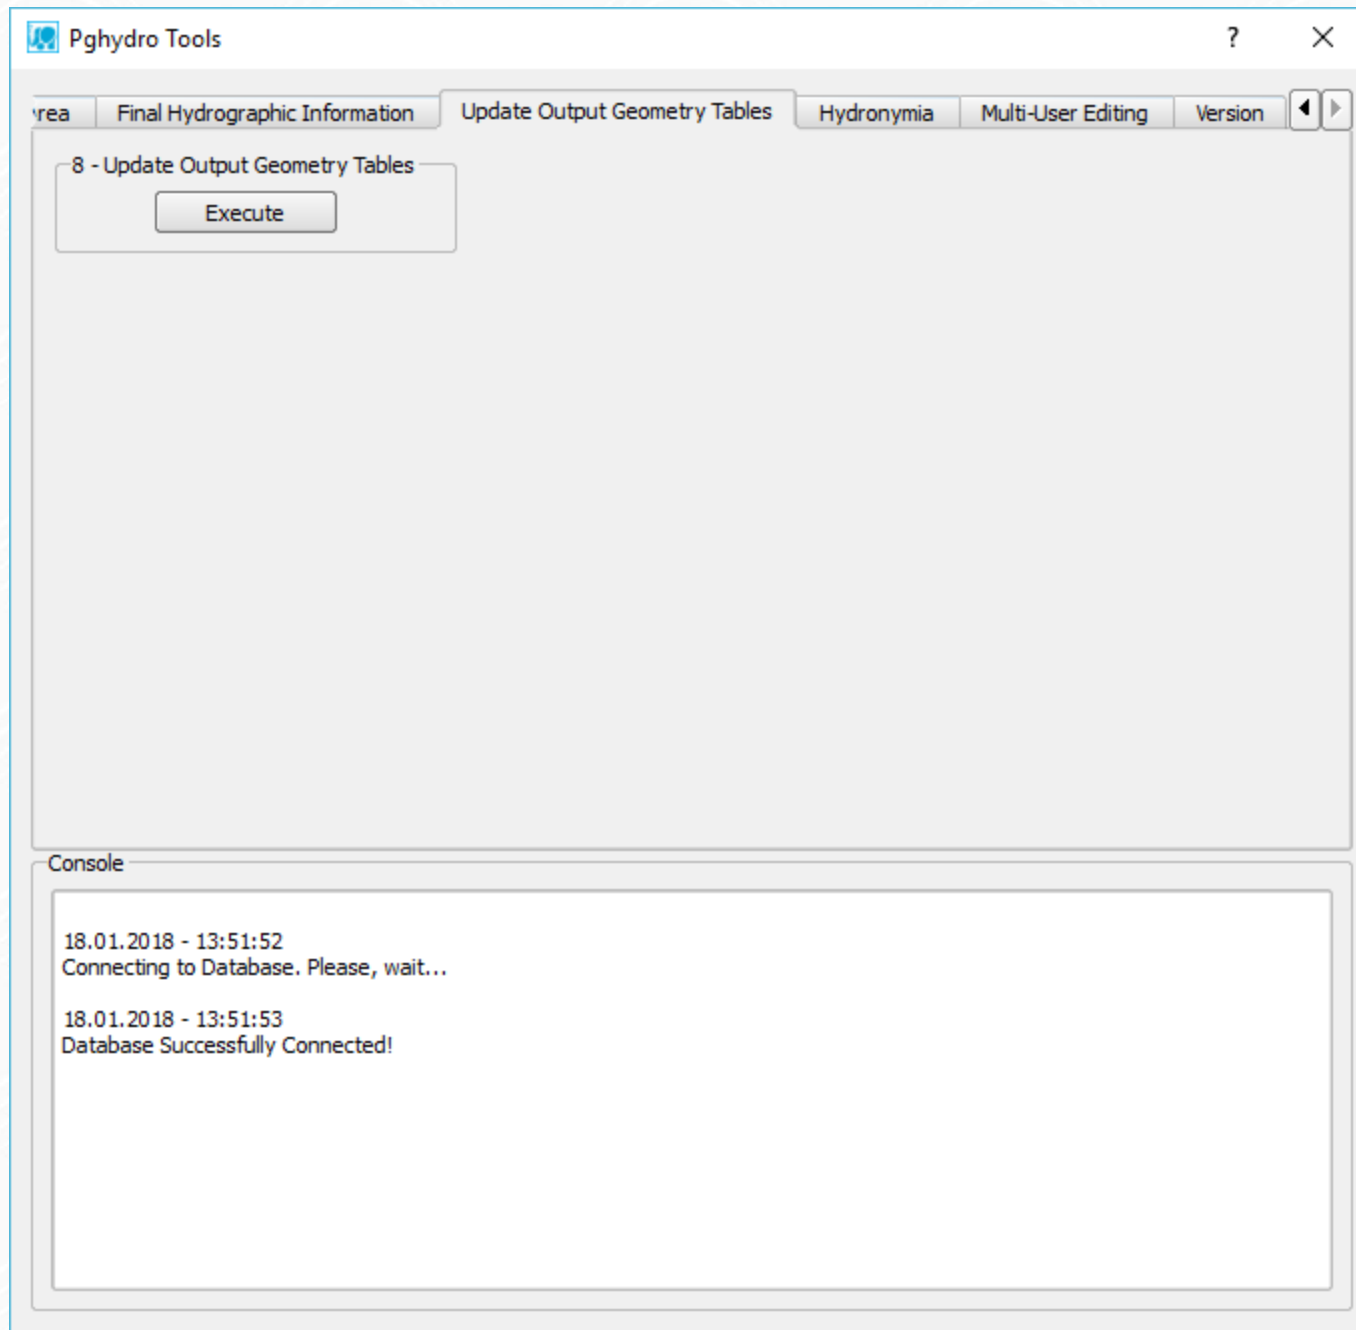 Pghydro Tools
?
rea
Final Hydrographic Information
Update Output Geometry Tables
Hydronymia
Multi-User Editing
Version
8 - Update Output Geometry Tables
Execute
Console
18.01.2018 - 13:51:52
Connecting to Database. Please, wait...
18.01.2018 - 13:51:53
Database Successfully Connected!